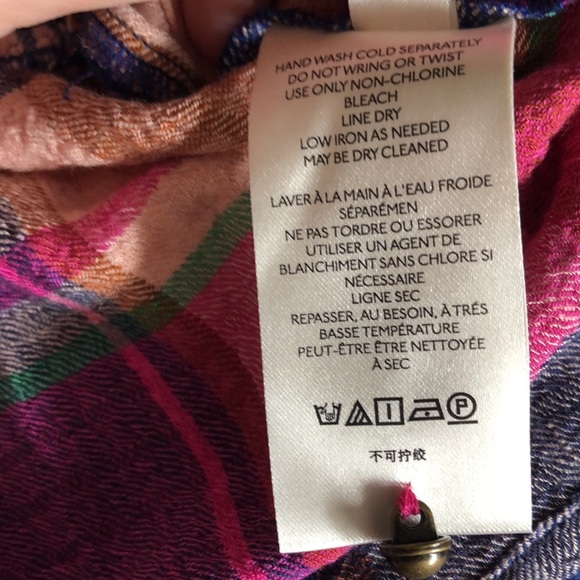 HAND WASH COLD SEPARATELY
DO NOT WRING OR TWIST
USE ONLY NON-CHLORINE
BLEACH
LINE DRY
LOW IRON AS NEEDED
MAY BE DRY CLEANED
LAVER À LA MAIN À L'EAU FROIDE
SÉPARÉMEN
NE PAS TORDRE OU ESSORER
UTILISER UN AGENT DE
BLANCHIMENT SANS CHLORE SI
NÉCESSAIRE
LIGNE SEC
REPASSER, AU BESOIN, À TRÉS
BASSE TEMPÉRATURE
PEUT-ÊTRE ÊTRE NETTOYÉE
À SEC
P
不可拧绞